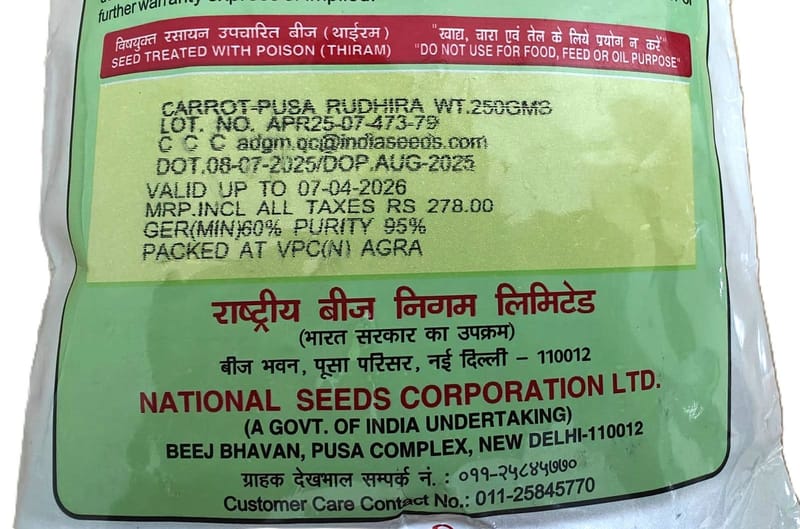 further warranty express or implied.
विषयुक्त रसायन उपचारित बीज (थाईरम)
SEED TREATED WITH POISON (THIRAM)
"खाद्य, चारा एवं तेल के लिये प्रयोग न करें"
"DO NOT USE FOR FOOD, FEED OR OIL PURPOSE"
CARROT-PUSA RUDHIRA WT.250GMS
LOT. NO. APR25-07-473-79
C C C adgm.qc@indiaseeds.com
DOT.08-07-2025/DOP.AUG-2025
VALID UP TO 07-04-2026
MRP.INCL ALL TAXES RS 278.00
GER(MIN)60% PURITY 95%
PACKED AT VPC(N) AGRA
राष्ट्रीय बीज निगम लिमिटेड
(भारत सरकार का उपक्रम)
बीज भवन, पूसा परिसर, नई दिल्ली – 110012
NATIONAL SEEDS CORPORATION LTD.
(A GOVT. OF INDIA UNDERTAKING)
BEEJ BHAVAN, PUSA COMPLEX, NEW DELHI-110012
ग्राहक देखभाल सम्पर्क नं. : ०११-२५८४५७७०
Customer Care Contact No.: 011-25845770